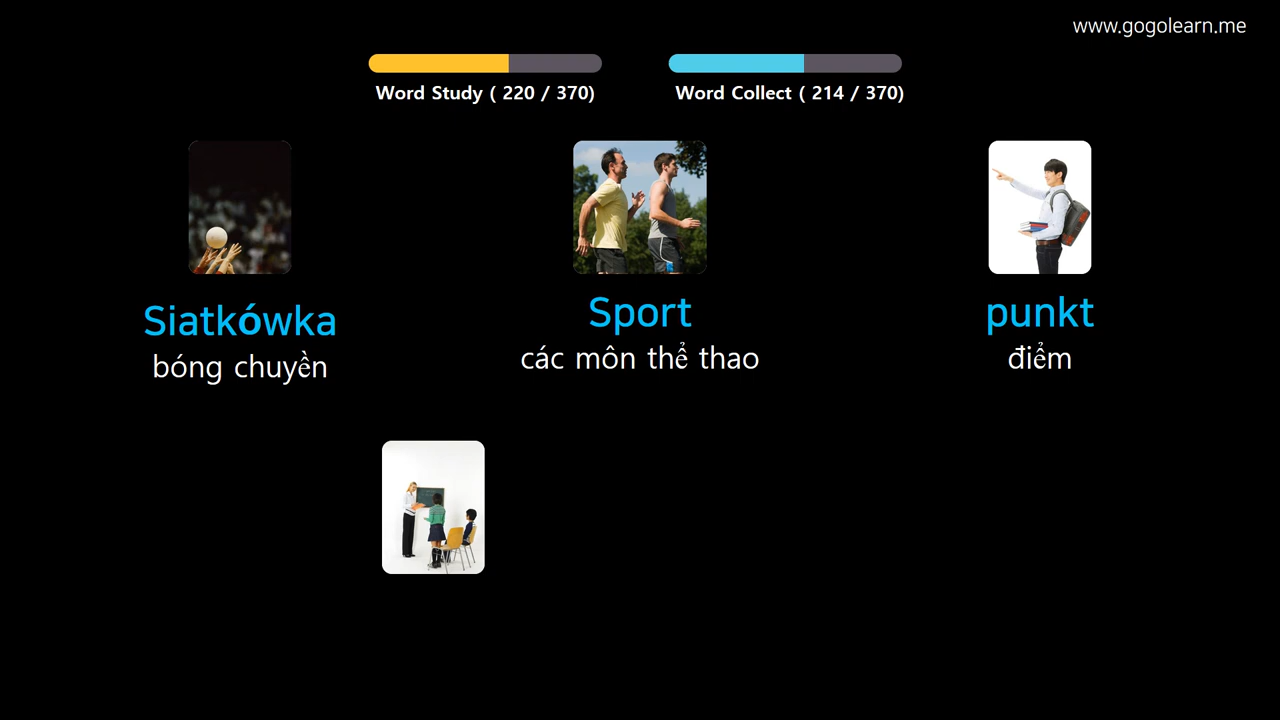 www.gogolearn.me
Word Study ( 220 / 370)
Word Collect ( 214 / 370)
Siatkówka
bóng chuyền
Sport
các môn thể thao
punkt
điểm